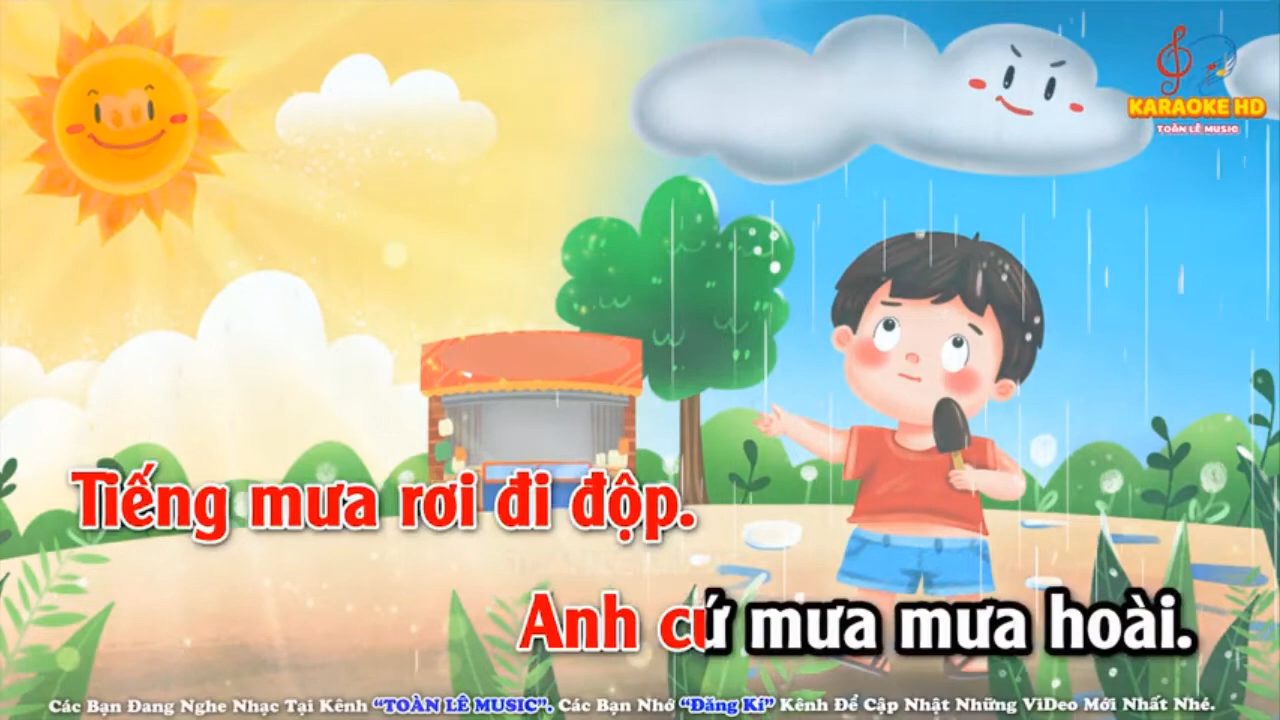 KARAOKE HD
TOÀN LÊ MUSIC
Tiếng mưa rơi đi độp.
Anh cứ mưa mưa hoài.
Các Bạn Đang Nghe Nhạc Tại Kênh “TOÀN LÊ MUSIC”, Các Bạn Nhớ “Đăng Kí” Kênh Để Cập Nhật Những ViDeo Mới Nhất Nhé.